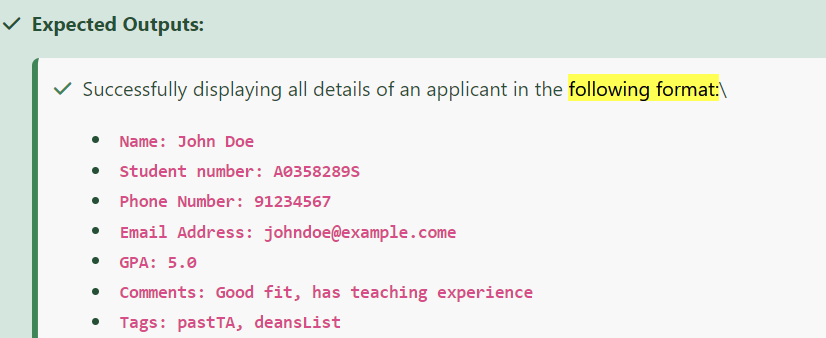 Expected Outputs:
Successfully displaying all details of an applicant in the following format:\
Name: John Doe
Student number: A0358289S
Phone Number: 91234567
Email Address: johndoe@example.come
GPA: 5.0
Comments: Good fit, has teaching experience
Tags: pastTA, deansList